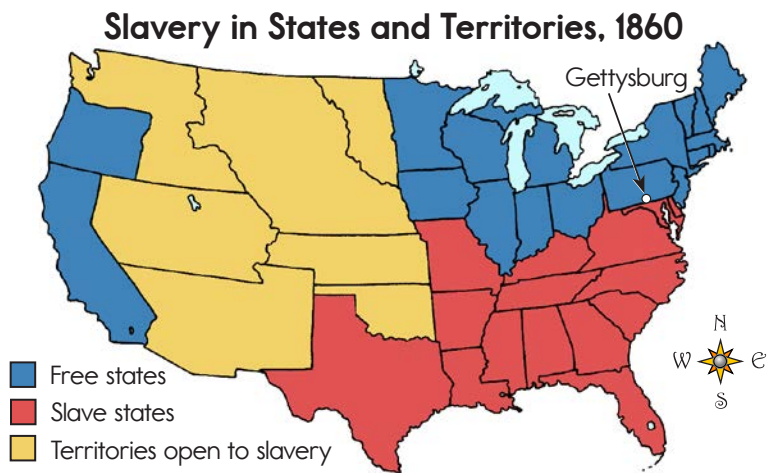 Slavery in States and Territories, 1860
Gettysburg
N
W E
S
Free states
Slave states
Territories open to slavery